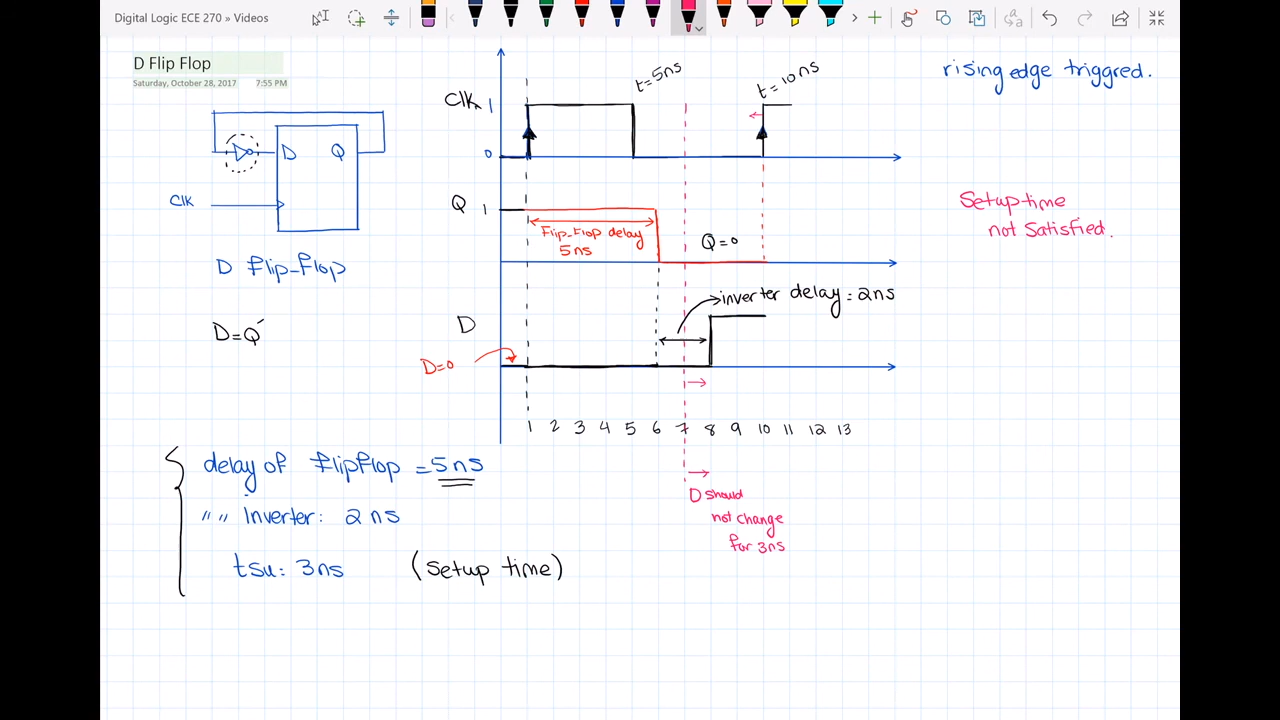 Digital Logic ECE 270 » Videos
D Flip Flop
Saturday, October 28, 2017 7:55 PM
rising edge triggred.
t=5ns
t=10ns
Clk 1
0
D Q
Clk
D flip-flop
D=Q'
Q 1
Flip-Flop delay
5ns
Q=0
Setup time
not Satisfied.
inverter delay: 2ns
D
D=0
1 2 3 4 5 6 7 8 9 10 11 12 13
delay of flipflop = 5ns
" " Inverter: 2 ns
tsu: 3ns (Setup time)
D should
not change
for 3ns